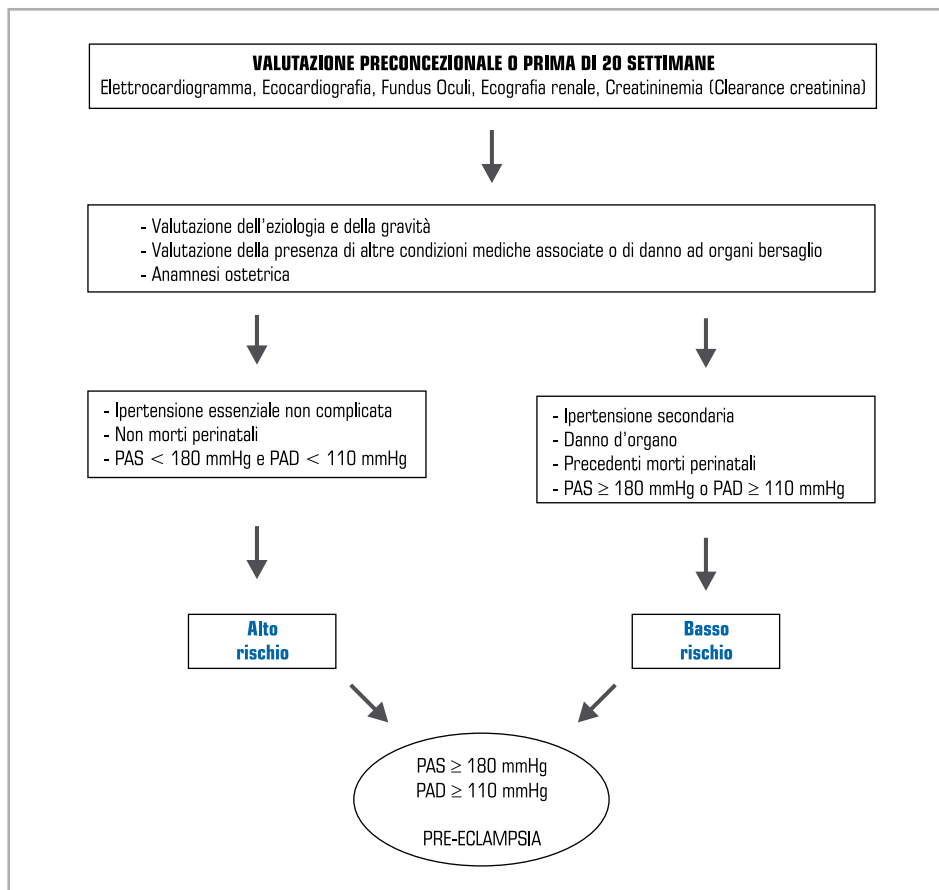 VALUTAZIONE PRECONCEZIONALE O PRIMA DI 20 SETTIMANE
Elettrocardiogramma, Ecocardiografia, Fundus Oculi, Ecografia renale, Creatininemia (Clearance creatinina)
- Valutazione dell'eziologia e della gravità
- Valutazione della presenza di altre condizioni mediche associate o di danno ad organi bersaglio
- Anamnesi ostetrica
- Ipertensione essenziale non complicata
- Non morti perinatali
- PAS < 180 mmHg e PAD < 110 mmHg
- Ipertensione secondaria
- Danno d'organo
- Precedenti morti perinatali
- PAS ≥ 180 mmHg o PAD ≥ 110 mmHg
Alto
rischio
Basso
rischio
PAS ≥ 180 mmHg
PAD ≥ 110 mmHg
PRE-ECLAMPSIA